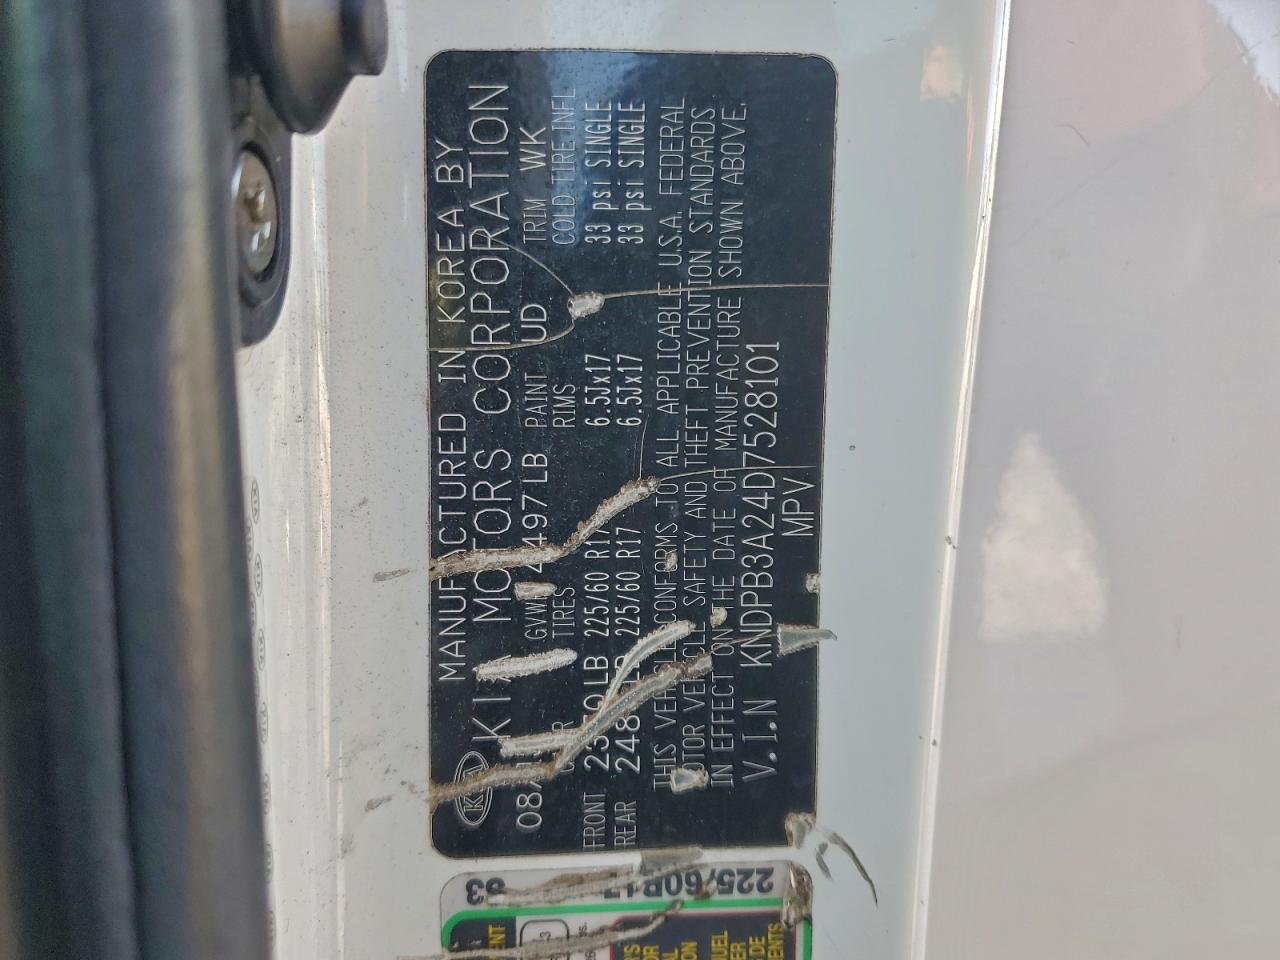 MANUFACTURED IN KOREA BY
KIA MOTORS CORPORATION
GVWR 4497 LB PAINT UD TRIM WK
TIRES RIMS COLD TIRE INFL
FRONT 225/60 R17 6.5Jx17 33 psi SINGLE
REAR 225/60 R17 6.5Jx17 33 psi SINGLE
THIS VEHICLE CONFORMS TO ALL APPLICABLE U.S.A. FEDERAL
MOTOR VEHICLE SAFETY AND THEFT PREVENTION STANDARDS
IN EFFECT ON THE DATE OF MANUFACTURE SHOWN ABOVE.
V.I.N KNDPB3A24D7528101
MPV
225/60R17